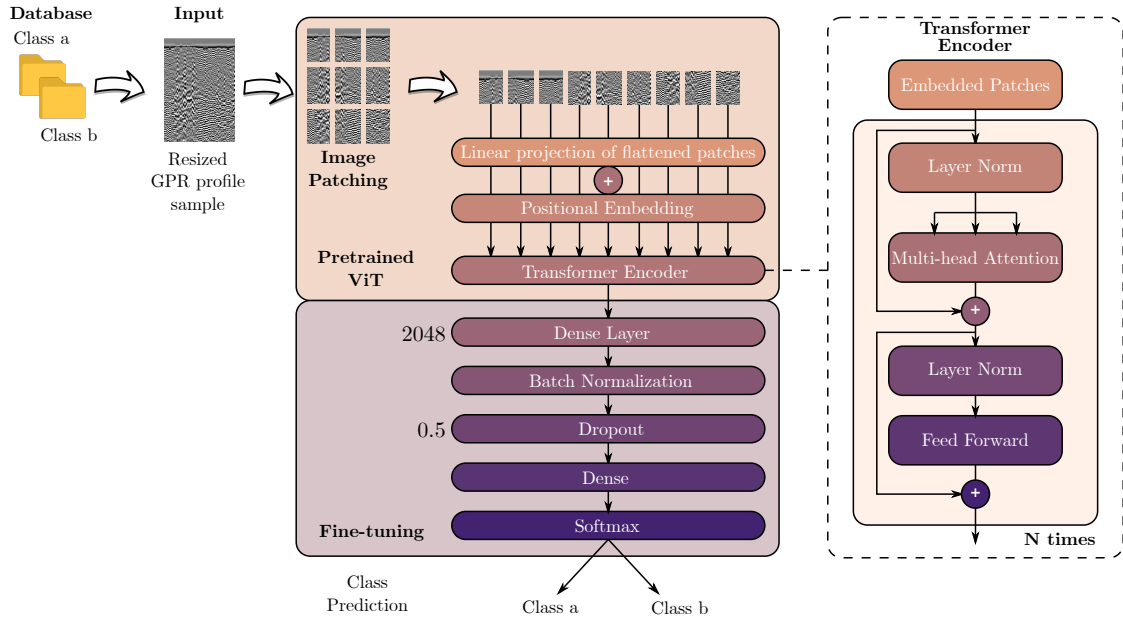 Database
Class a
Class b
Input
Resized
GPR profile
sample
Image
Patching
Linear projection of flattened patches
+
Positional Embedding
Pretrained
ViT
Transformer Encoder
2048
Dense Layer
Batch Normalization
0.5
Dropout
Dense
Fine-tuning
Softmax
Class
Prediction
Class a
Class b
Transformer
Encoder
Embedded Patches
Layer Norm
Multi-head Attention
+
Layer Norm
Feed Forward
+
N times